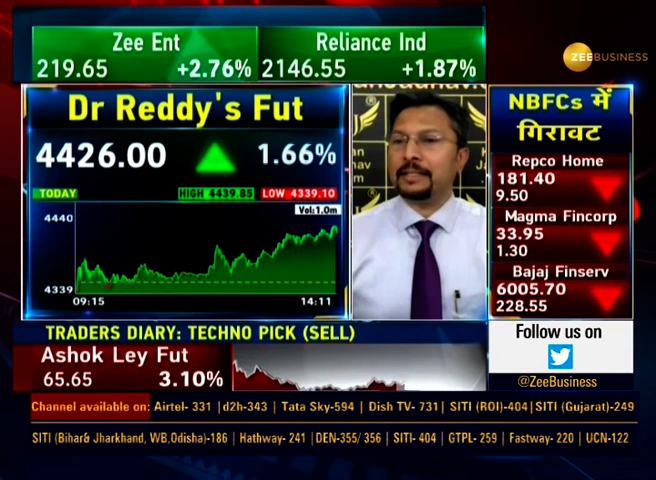 Zee Ent
219.65 +2.76%
Reliance Ind
2146.55 +1.87%
ZEEBUSINESS
Dr Reddy's Fut
4426.00 1.66%
TODAY HIGH 4439.85 LOW 4339.10
Vol:1.0m
4440
4339
09:15 14:11
NBFCs में
गिरावट
Repco Home
181.40
9.50
Magma Fincorp
33.95
1.30
Bajaj Finserv
6005.70
228.55
TRADERS DIARY: TECHNO PICK (SELL)
Ashok Ley Fut
65.65 3.10%
Follow us on
@ZeeBusiness
Channel available on: Airtel- 331 | d2h-343 | Tata Sky-594 | Dish TV- 731 | SITI (ROI)-404 | SITI (Gujarat)-249
SITI (Bihar& Jharkhand, WB,Odisha)-186 | Hathway- 241 | DEN-355/ 356 | SITI- 404 | GTPL- 259 | Fastway- 220 | UCN-122